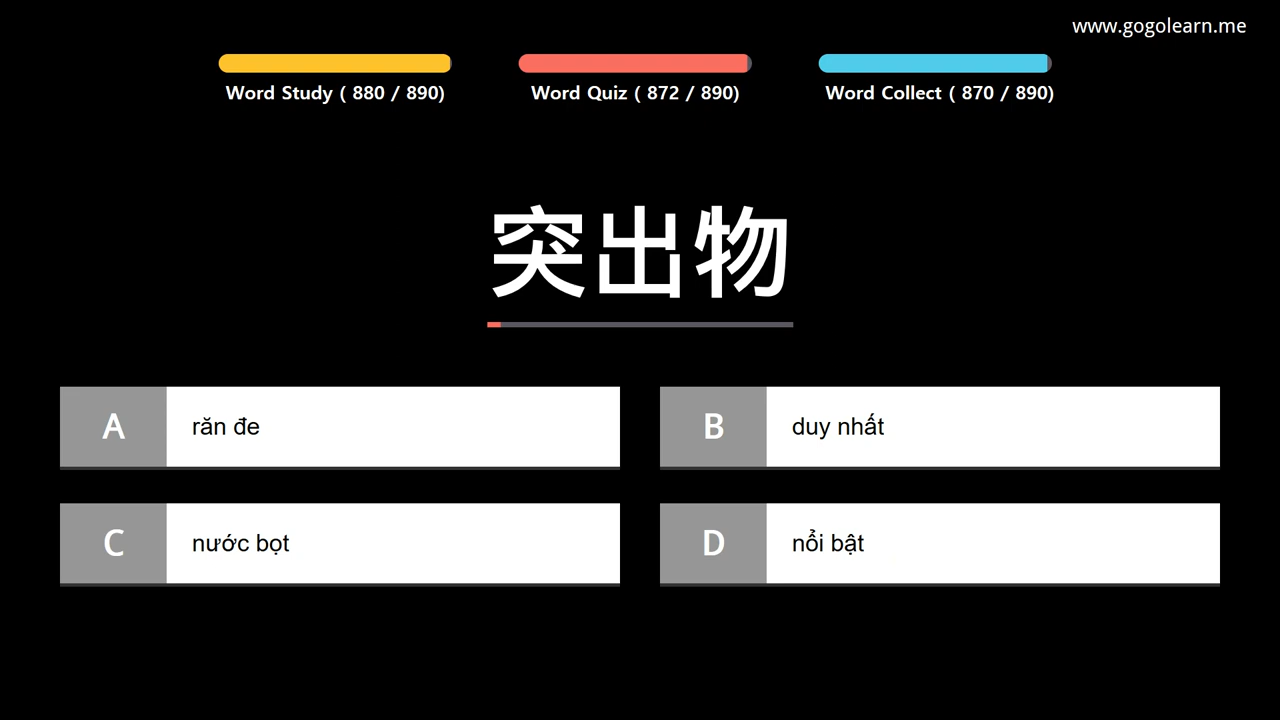 www.gogolearn.me
Word Study ( 880 / 890)
Word Quiz ( 872 / 890)
Word Collect ( 870 / 890)
突出物
A
răn đe
B
duy nhất
C
nước bọt
D
nổi bật